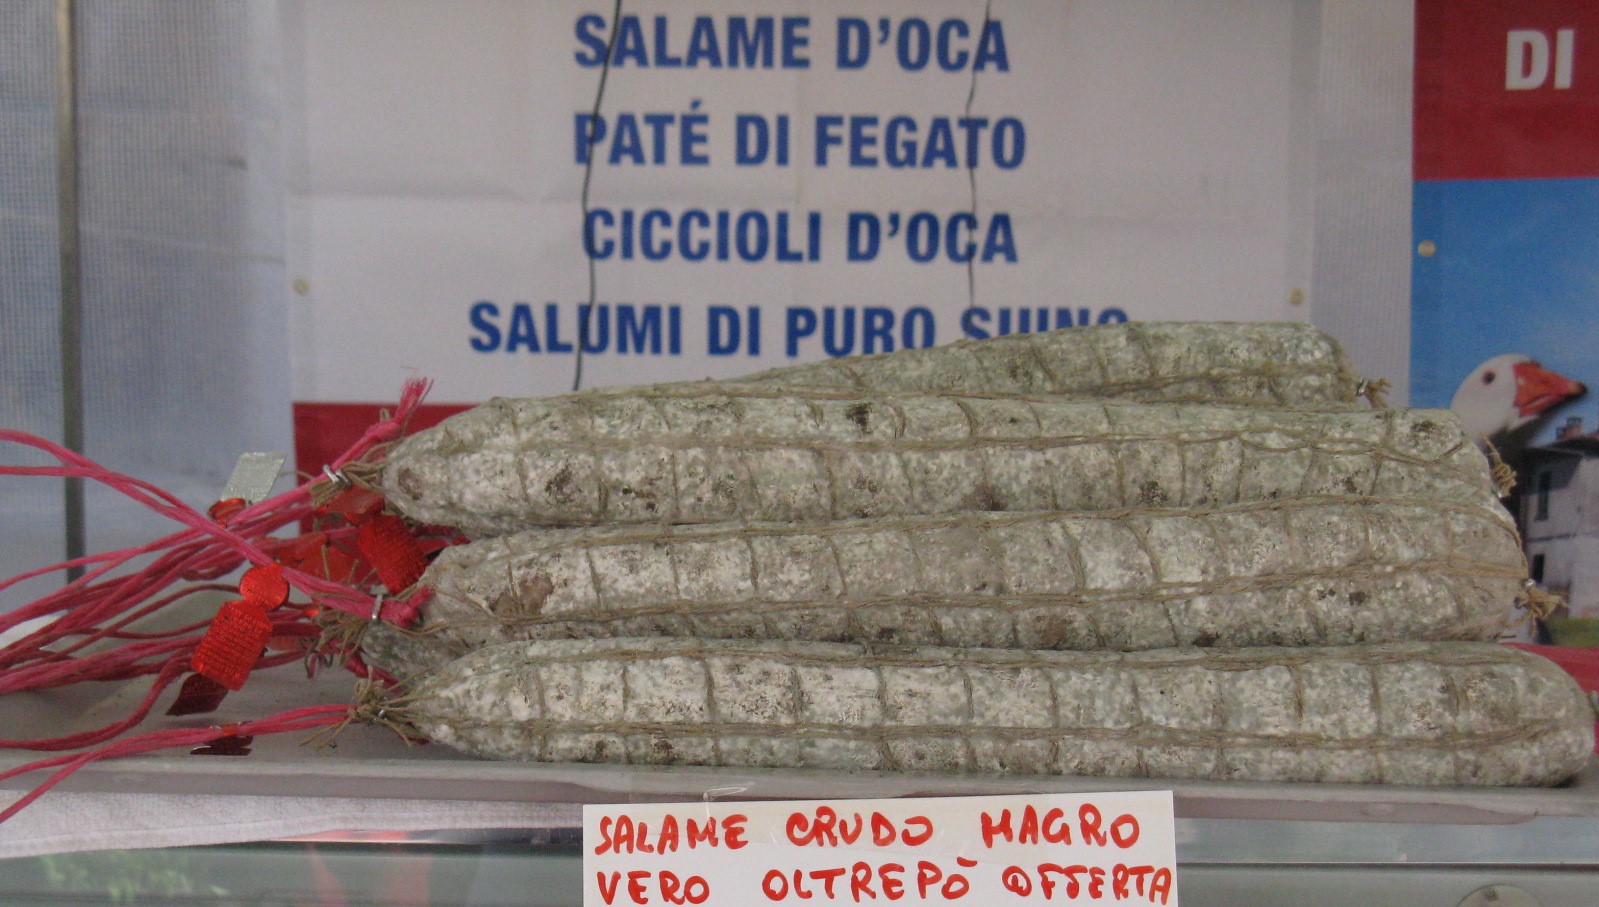 SALAME D'OCA
PATÉ DI FEGATO
CICCIOLI D'OCA
SALUMI DI PURO SUINO
DI
SALAME CRUDO MAGRO
VERO OLTREPÒ OFFERTA